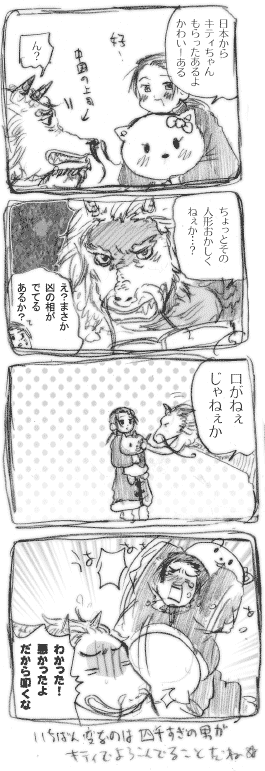 日本から
キティちゃん
もらったあるよ
かわいーある
好
中国の上司→
ん?
ちょっとその
人形おかしく
ねぇか…?
え?まさか
凶の相が
でてる
あるか?
口がねぇ
じゃねぇか
わかった!
悪かったよ
だから叩くな
いちばん変なのは四千すぎの男が
キティでよろこんでることだね